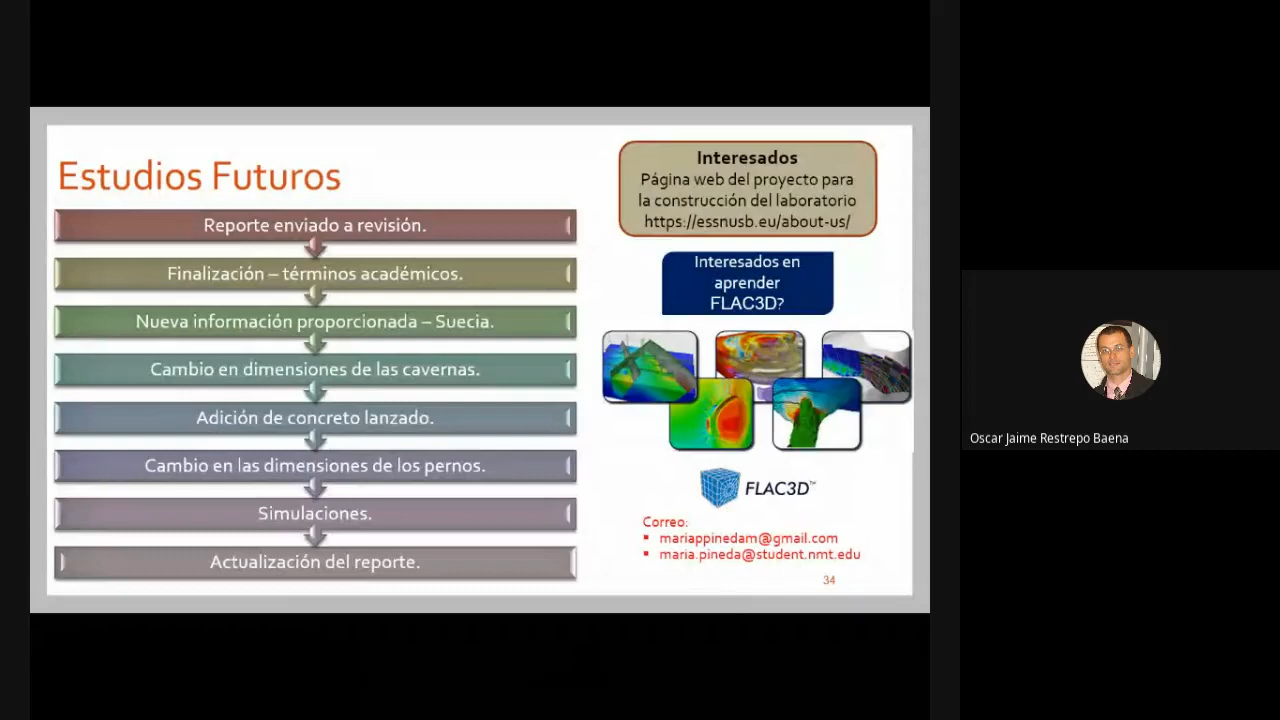 Estudios Futuros
Reporte enviado a revisión.
Finalización – términos académicos.
Nueva información proporcionada – Suecia.
Cambio en dimensiones de las cavernas.
Adición de concreto lanzado.
Cambio en las dimensiones de los pernos.
Simulaciones.
Actualización del reporte.
Interesados
Página web del proyecto para
la construcción del laboratorio
https://essnusb.eu/about-us/
Interesados en
aprender
FLAC3D?
FLAC3D™
Correo:
▪ mariappinedam@gmail.com
▪ maria.pineda@student.nmt.edu
34
Oscar Jaime Restrepo Baena